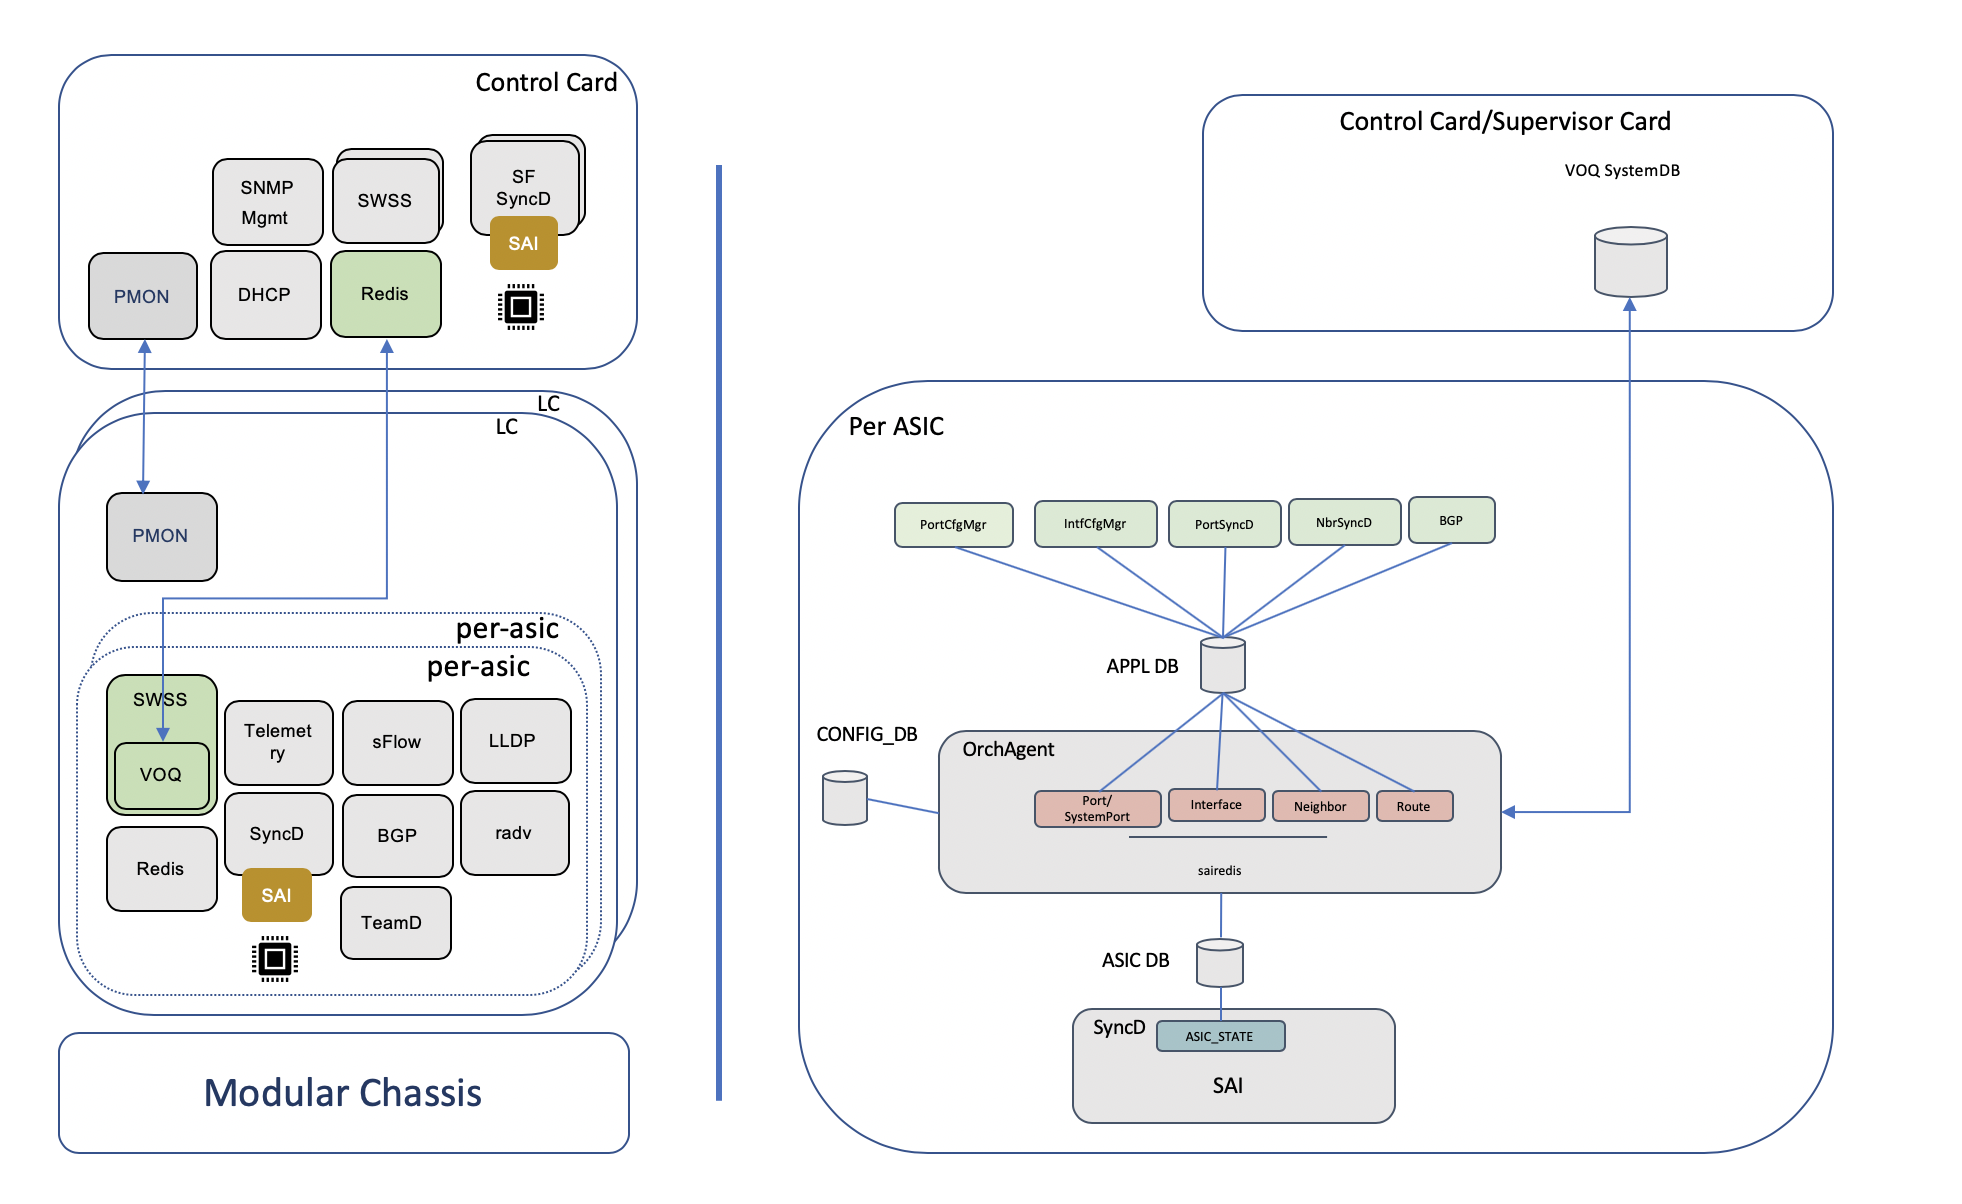 Control Card
SNMP
Mgmt
SWSS
SF
SyncD
SAI
PMON
DHCP
Redis
LC
LC
PMON
per-asic
per-asic
SWSS
VOQ
Telemet
ry
sFlow
LLDP
SyncD
BGP
radv
Redis
SAI
TeamD
Modular Chassis
Control Card/Supervisor Card
VOQ SystemDB
Per ASIC
PortCfgMgr
IntfCfgMgr
PortSyncD
NbrSyncD
BGP
APPL DB
CONFIG_DB
OrchAgent
Port/
SystemPort
Interface
Neighbor
Route
sairedis
ASIC DB
SyncD
ASIC_STATE
SAI